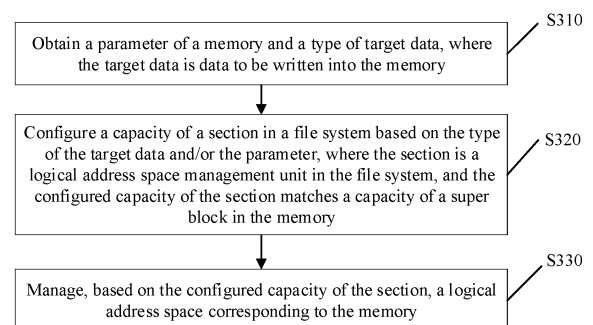 S310
Obtain a parameter of a memory and a type of target data, where
the target data is data to be written into the memory
S320
Configure a capacity of a section in a file system based on the type
of the target data and/or the parameter, where the section is a
logical address space management unit in the file system, and the
configured capacity of the section matches a capacity of a super
block in the memory
S330
Manage, based on the configured capacity of the section, a logical
address space corresponding to the memory